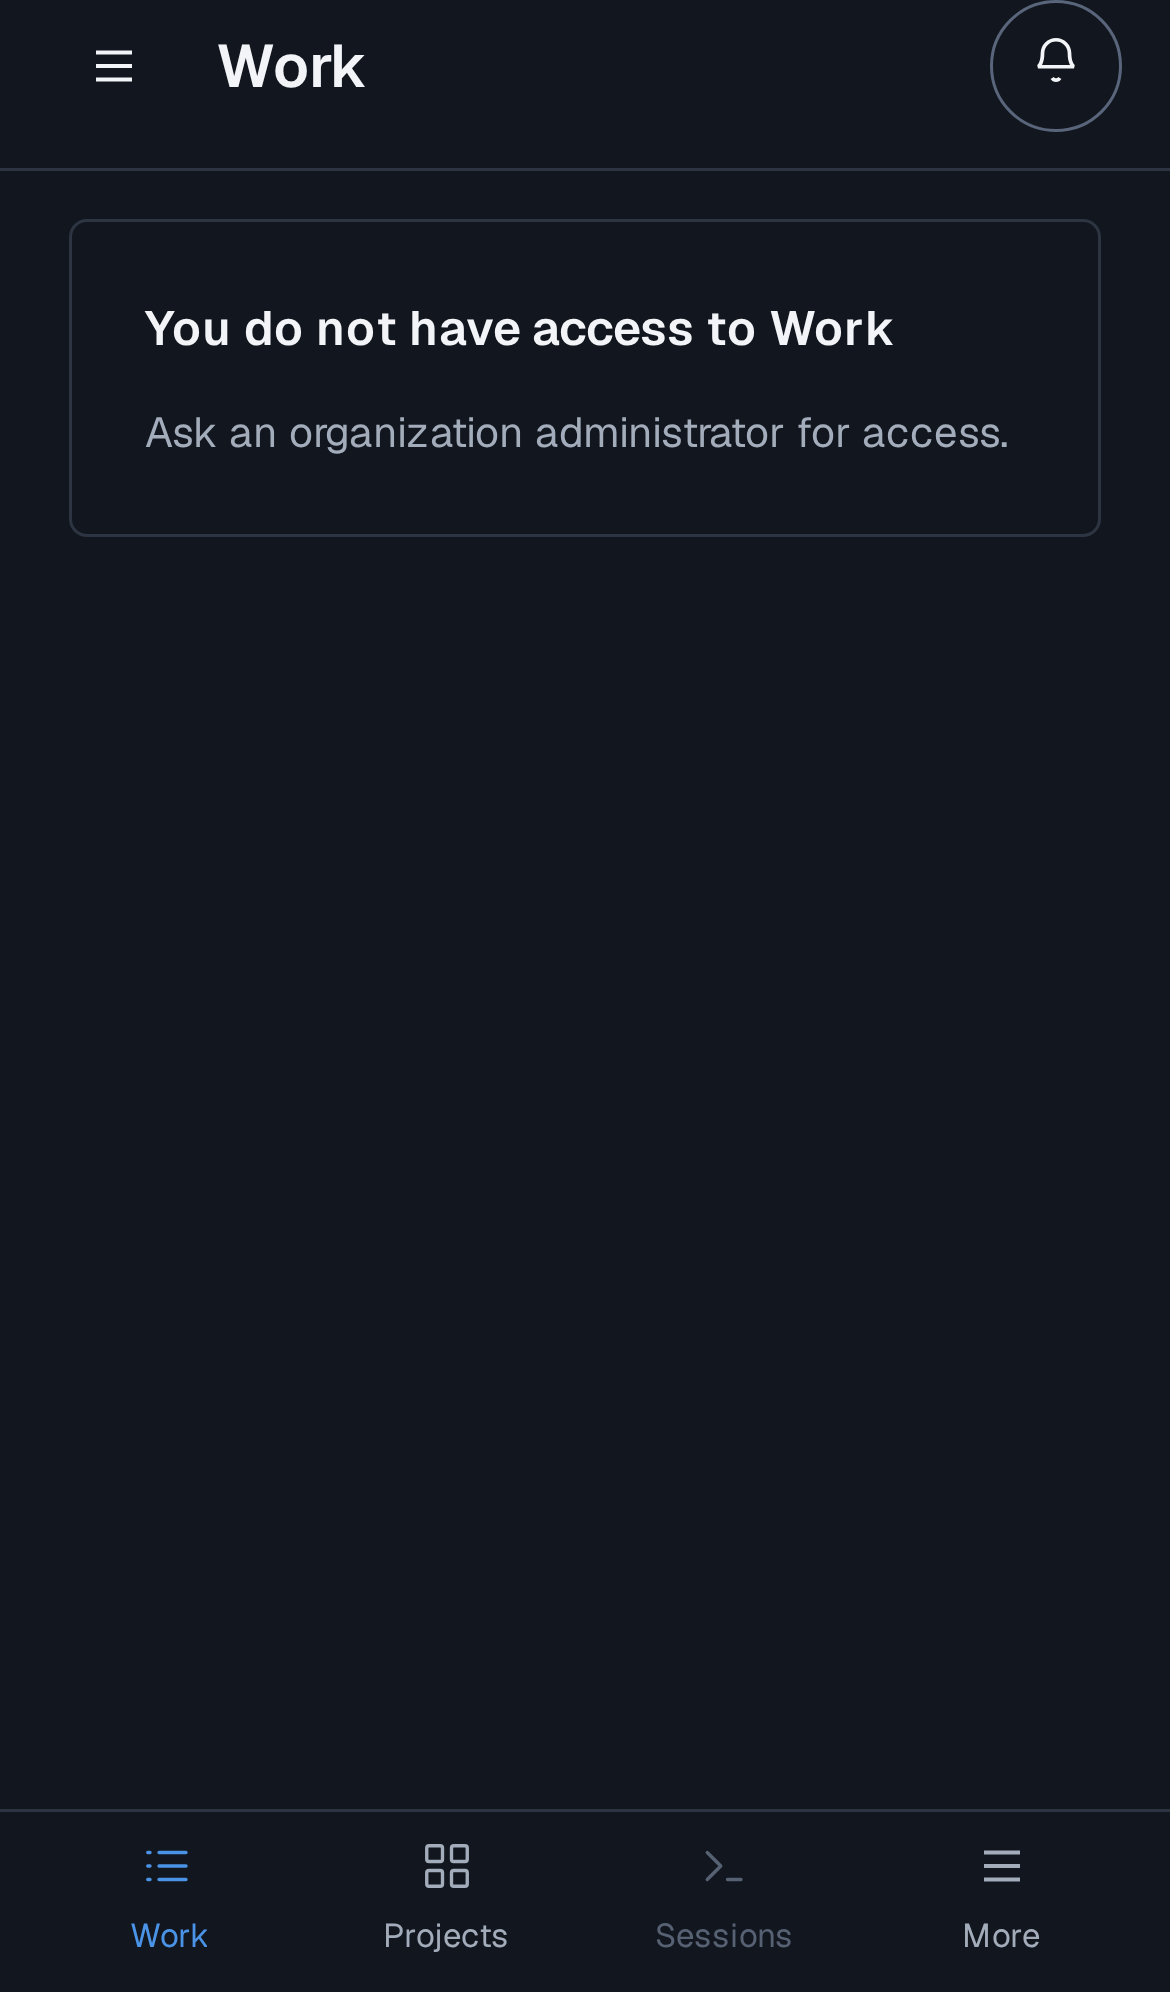 Work
You do not have access to Work
Ask an organization administrator for access.
Work
Projects
Sessions
More